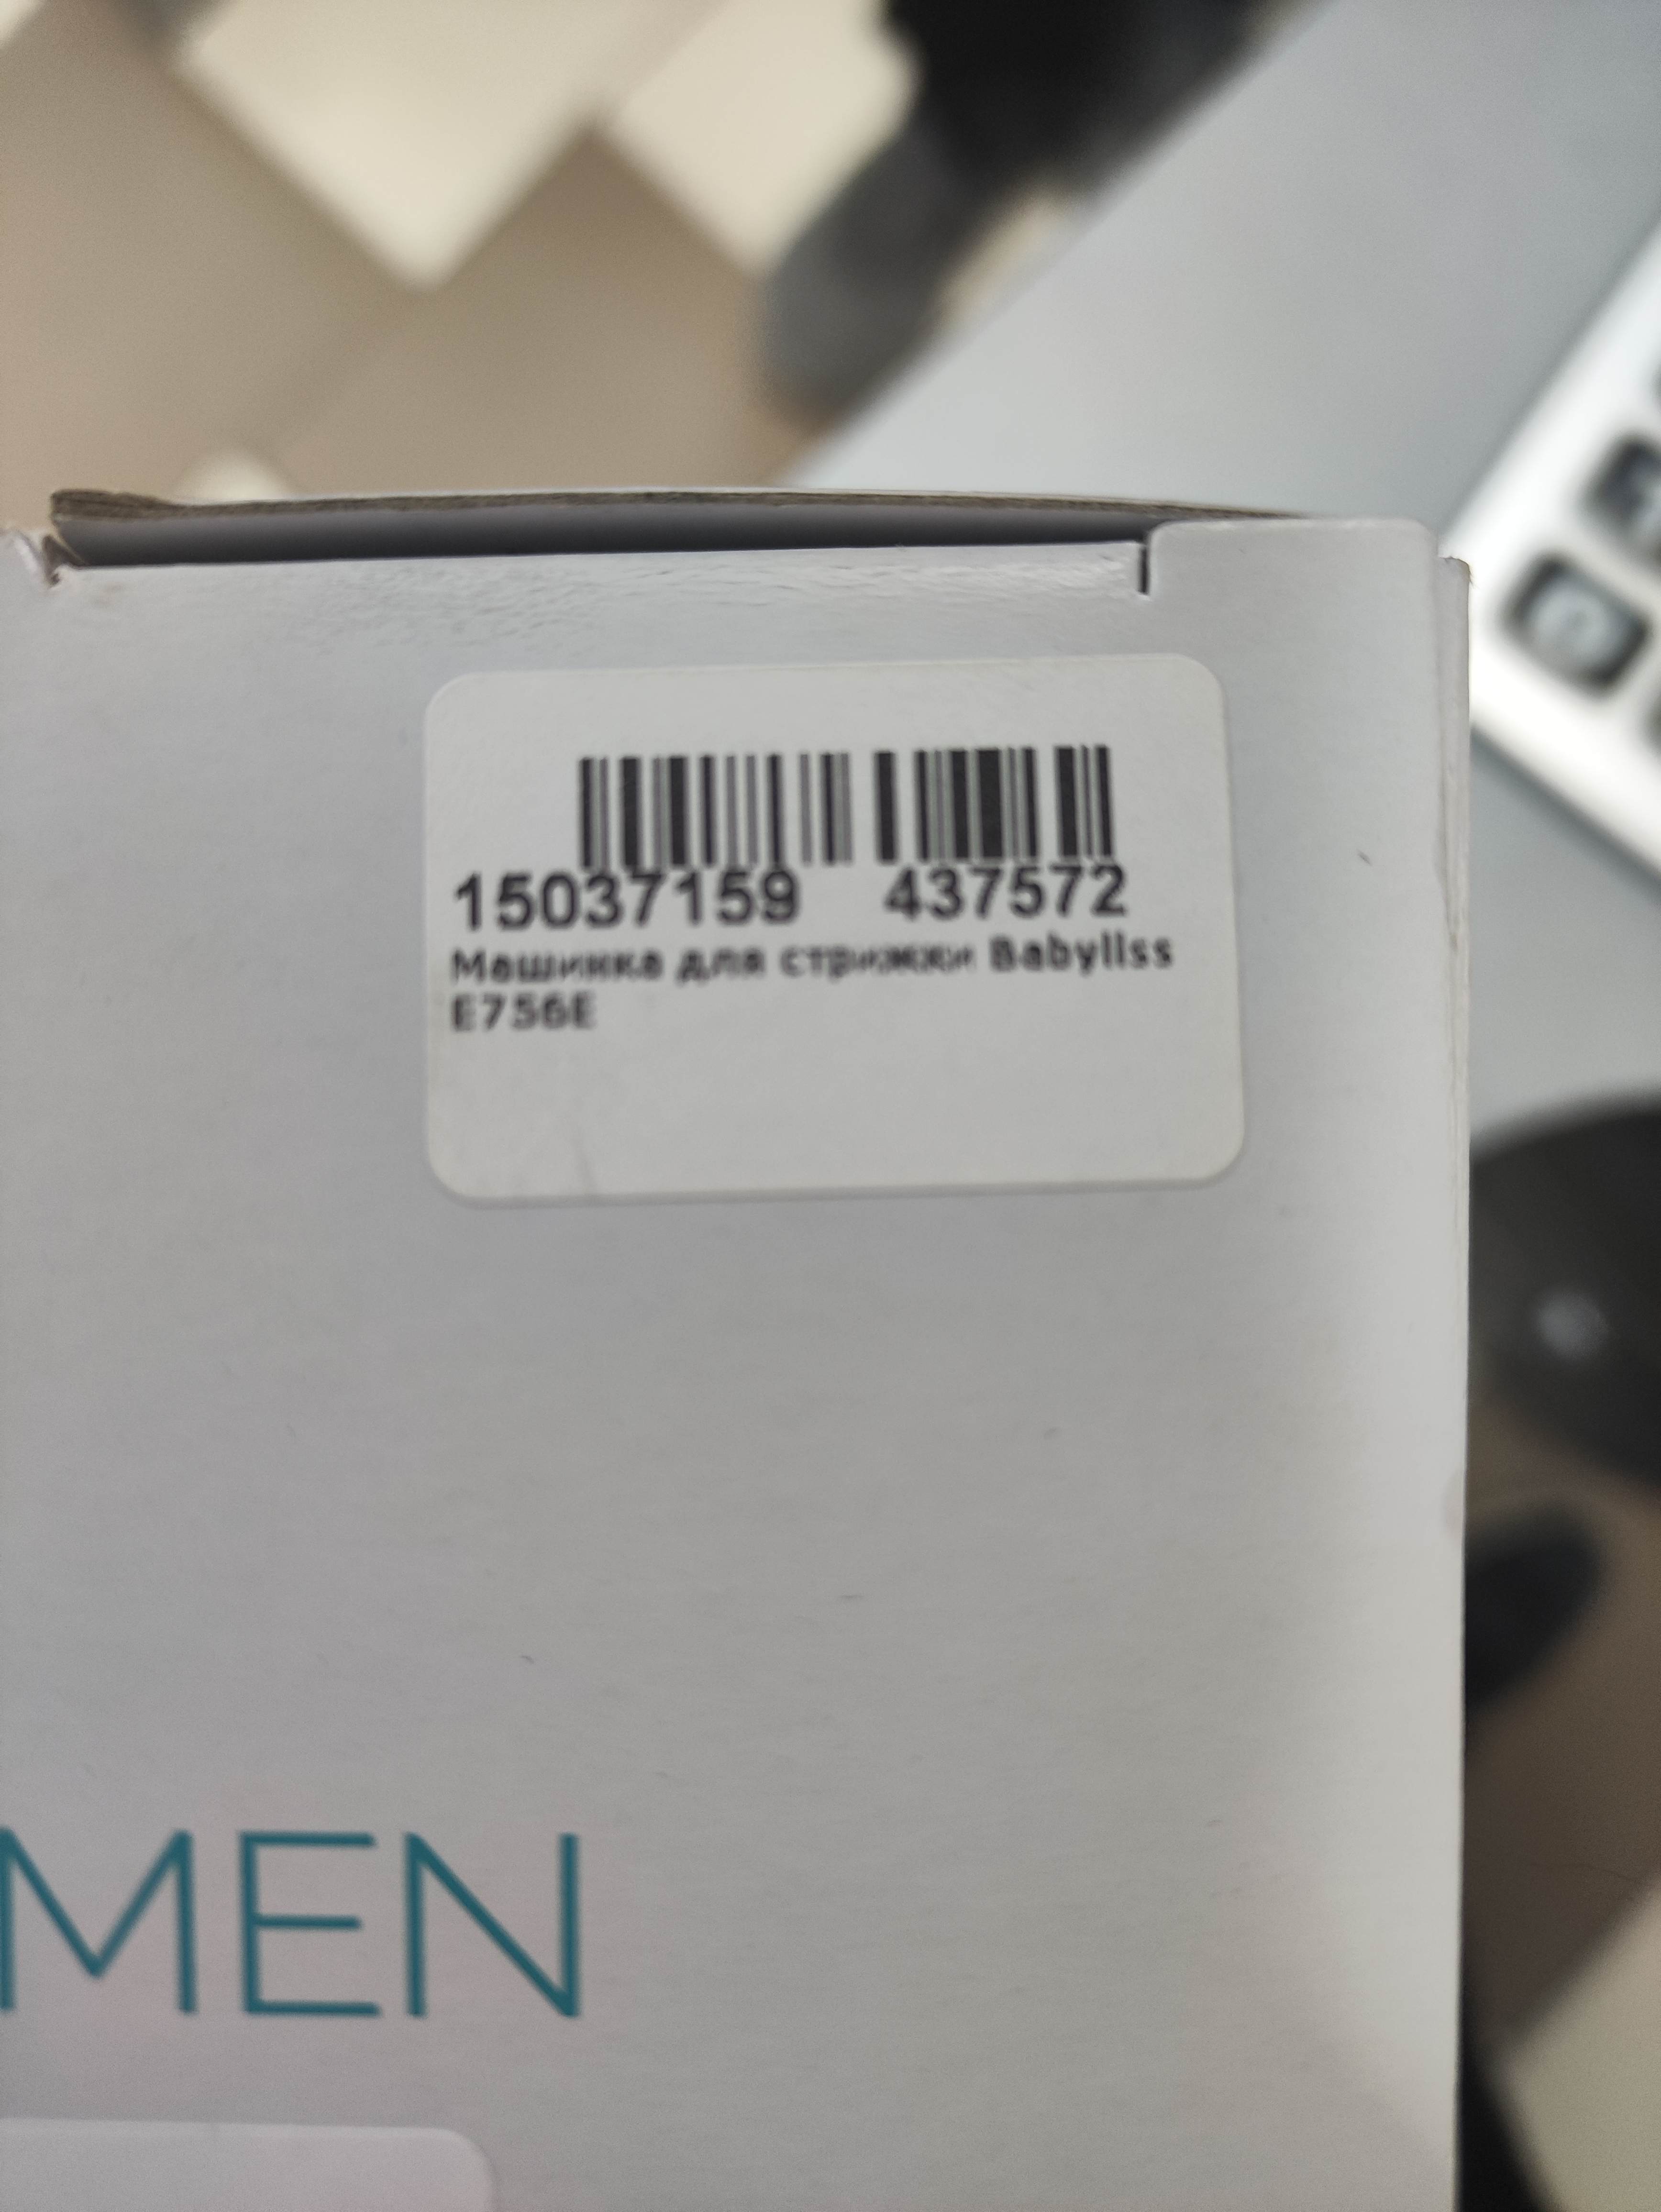 15037159 437572
Машинка для стрижки Babyliss
E756E
MEN